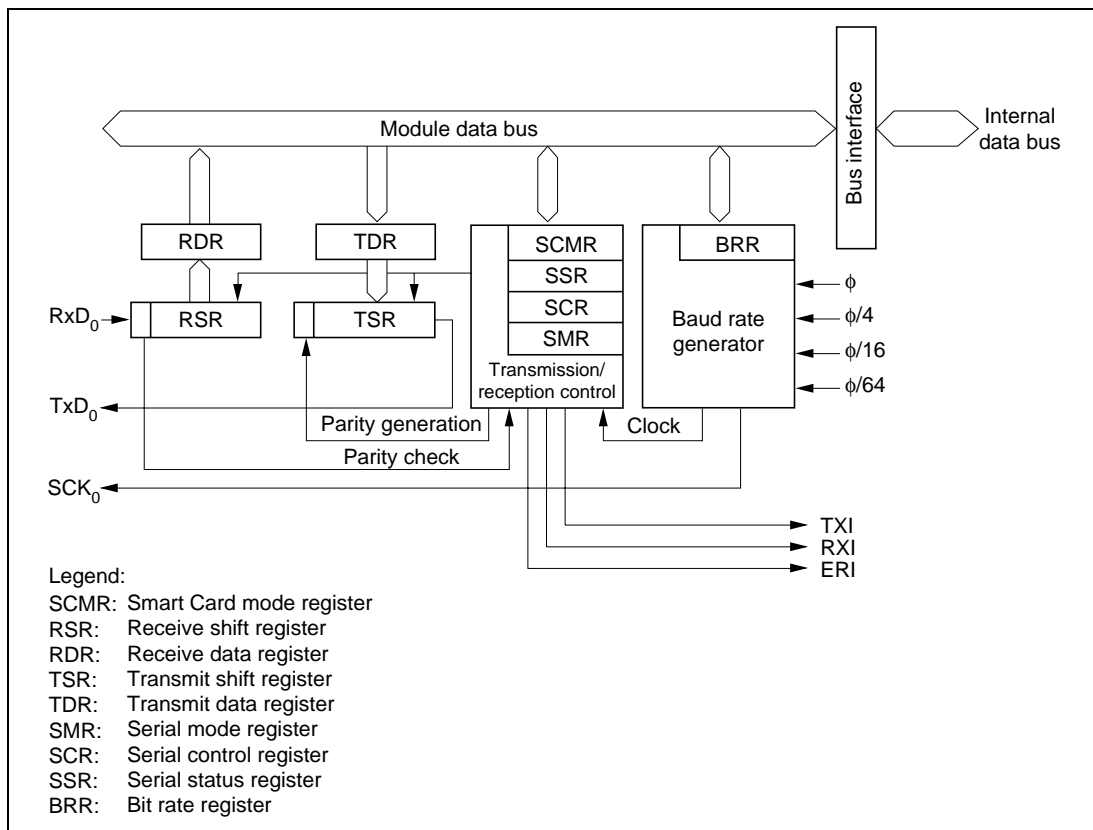 Module data bus
Bus interface
Internal
data bus
RDR
TDR
SCMR
SSR
SCR
SMR
Transmission/
reception control
BRR
Baud rate
generator
φ
φ/4
φ/16
φ/64
RxD0
RSR
TSR
TxD0
Parity generation
Parity check
Clock
SCK0
TXI
RXI
ERI
Legend:
SCMR: Smart Card mode register
RSR: Receive shift register
RDR: Receive data register
TSR: Transmit shift register
TDR: Transmit data register
SMR: Serial mode register
SCR: Serial control register
SSR: Serial status register
BRR: Bit rate register